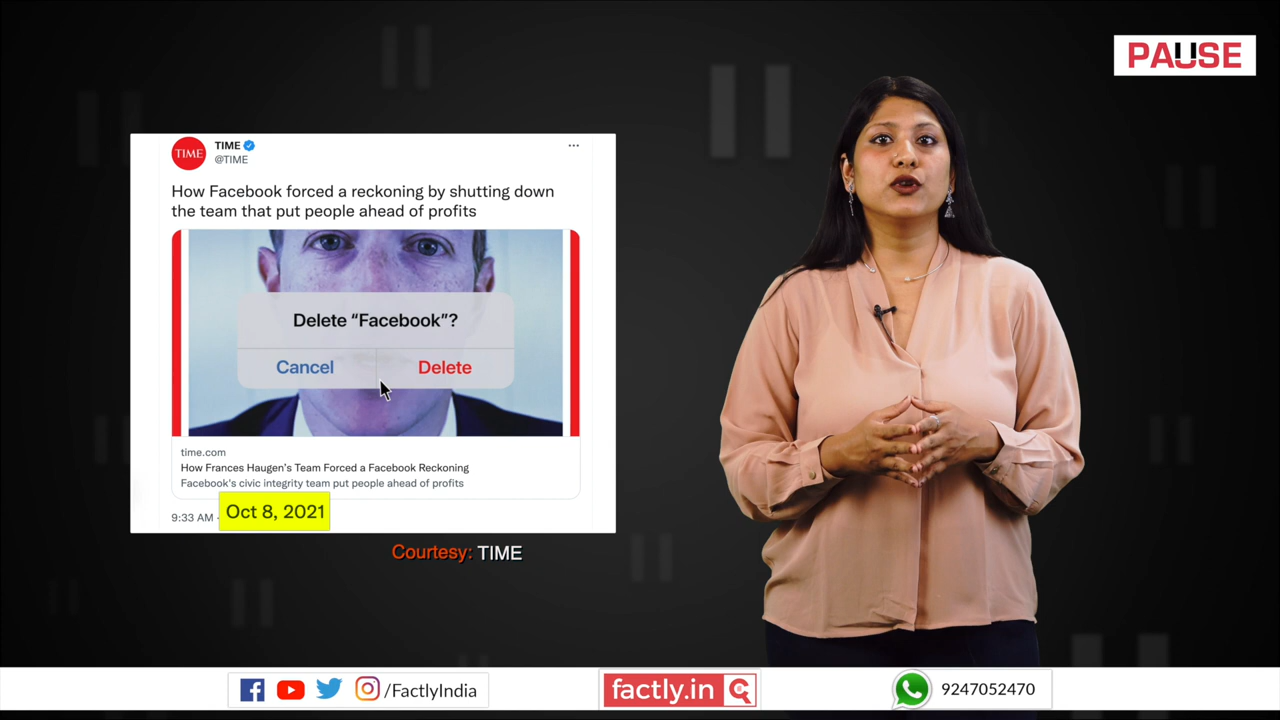 PAUSE
TIME
TIME
@TIME
How Facebook forced a reckoning by shutting down
the team that put people ahead of profits
Delete “Facebook”?
Cancel
Delete
time.com
How Frances Haugen’s Team Forced a Facebook Reckoning
Facebook’s civic integrity team put people ahead of profits
9:33 AM · Oct 8, 2021
Courtesy: TIME
/FactlyIndia
factly.in
9247052470